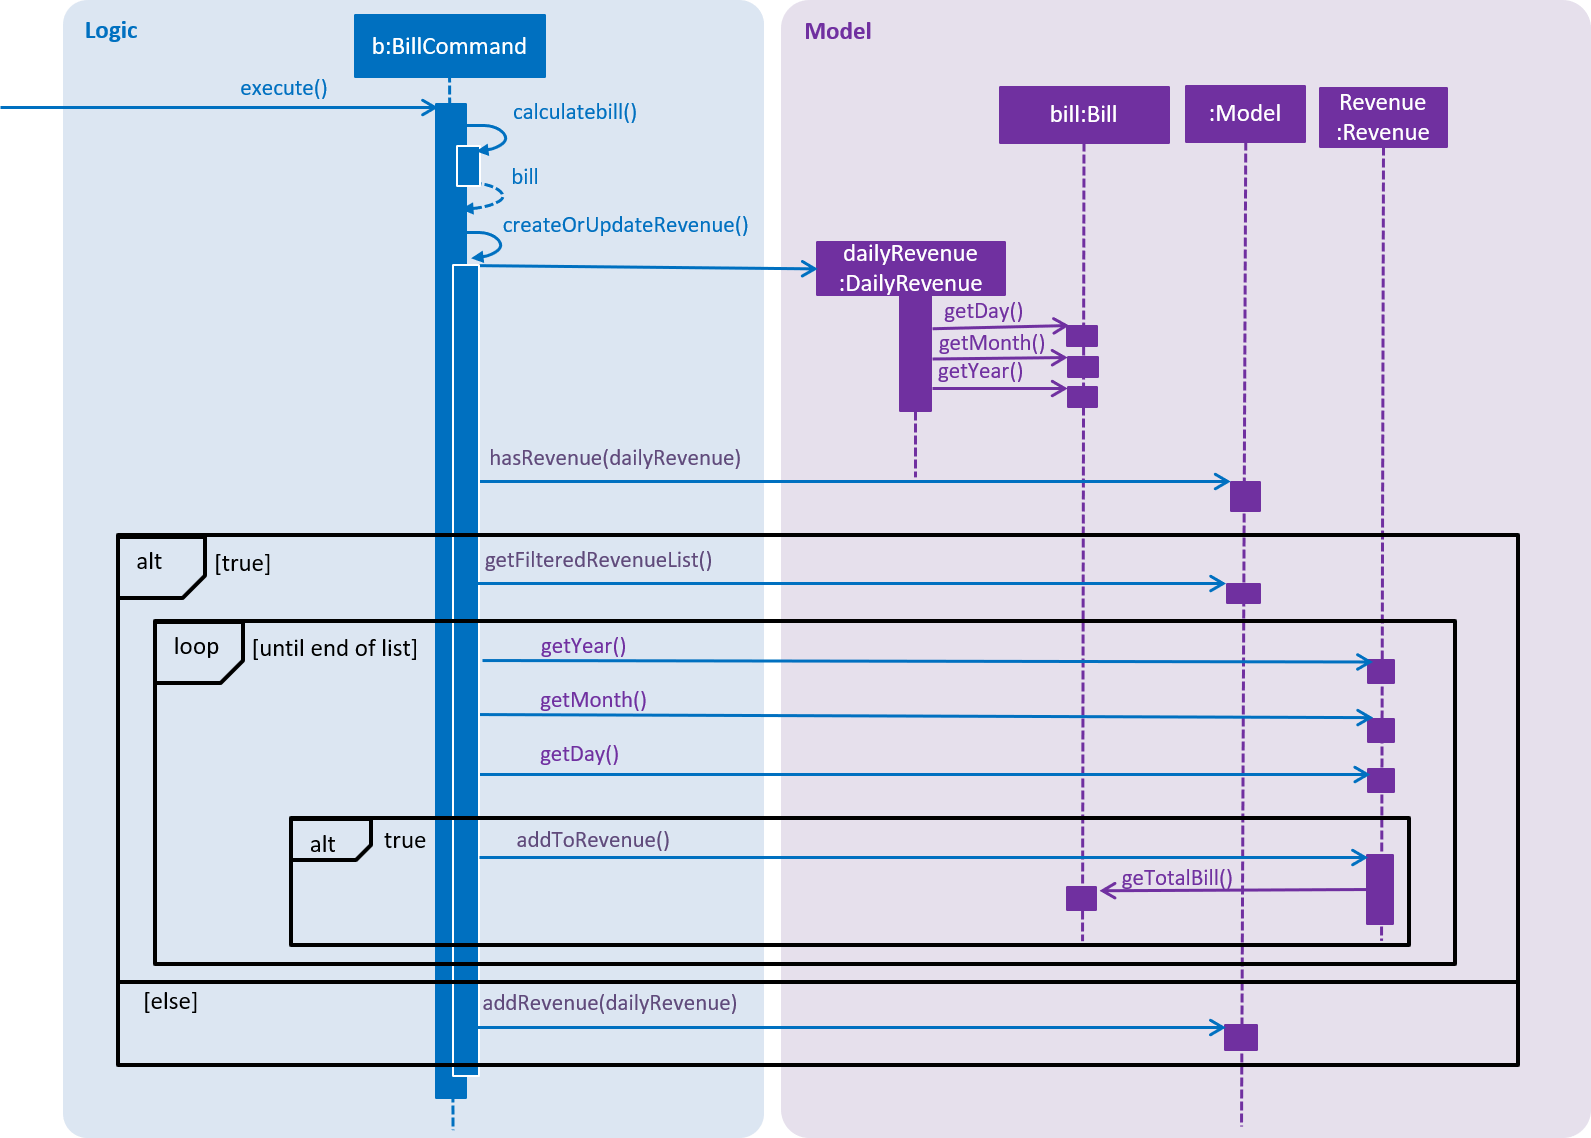 Logic
Model
b:BillCommand
execute()
bill:Bill
:Model
Revenue
:Revenue
calculatebill()
bill
createOrUpdateRevenue()
dailyRevenue
:DailyRevenue
getDay()
getMonth()
getYear()
hasRevenue(dailyRevenue)
alt
[true]
getFilteredRevenueList()
loop
[until end of list]
getYear()
getMonth()
getDay()
alt
true
addToRevenue()
geTotalBill()
[else]
addRevenue(dailyRevenue)